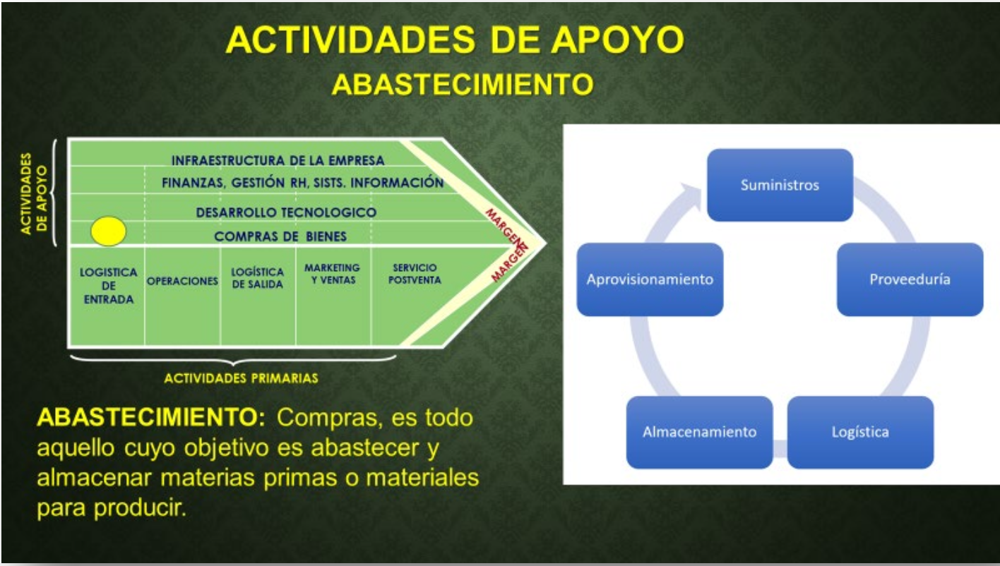 ACTIVIDADES DE APOYO
ABASTECIMIENTO
ACTIVIDADES
DE APOYO
INFRAESTRUCTURA DE LA EMPRESA
FINANZAS, GESTIÓN RH, SISTS. INFORMACIÓN
DESARROLLO TECNOLOGICO
COMPRAS DE BIENES
MARGEN
MARGEN
LOGISTICA
DE
ENTRADA
OPERACIONES
LOGÍSTICA
DE SALIDA
MARKETING
Y VENTAS
SERVICIO
POSTVENTA
ACTIVIDADES PRIMARIAS
ABASTECIMIENTO: Compras, es todo
aquello cuyo objetivo es abastecer y
almacenar materias primas o materiales
para producir.
Suministros
Proveeduría
Logística
Almacenamiento
Aprovisionamiento